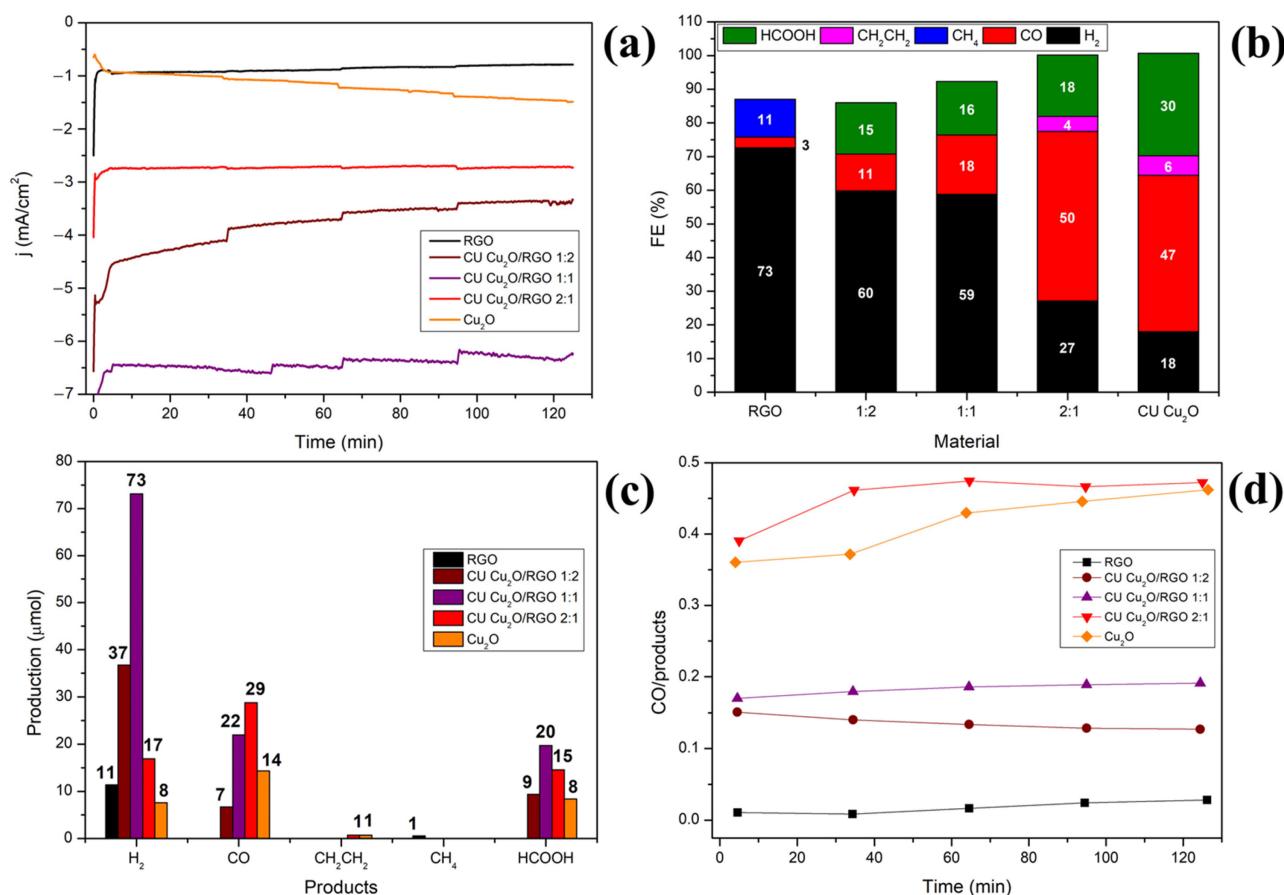 (a)
0
−1
−2
−3
−4
−5
−6
−7
j (mA/cm²)
RGO
CU Cu₂O/RGO 1:2
CU Cu₂O/RGO 1:1
CU Cu₂O/RGO 2:1
Cu₂O
0 20 40 60 80 100 120
Time (min)
(b)
HCOOH CH₂CH₂ CH₄ CO H₂
110
100
90
80
70
60
50
40
30
20
10
0
FE (%)
11 3 73
15 11 60
16 18 59
18 4 50 27
30 6 47 18
RGO 1:2 1:1 2:1 CU Cu₂O
Material
(c)
80
70
60
50
40
30
20
10
0
Production (μmol)
RGO
CU Cu₂O/RGO 1:2
CU Cu₂O/RGO 1:1
CU Cu₂O/RGO 2:1
Cu₂O
11 37 73 17 8
7 22 29 14
11
1
9 20 15 8
H₂ CO CH₂CH₂ CH₄ HCOOH
Products
(d)
0.5
0.4
0.3
0.2
0.1
0.0
CO/products
RGO
CU Cu₂O/RGO 1:2
CU Cu₂O/RGO 1:1
CU Cu₂O/RGO 2:1
Cu₂O
0 20 40 60 80 100 120
Time (min)